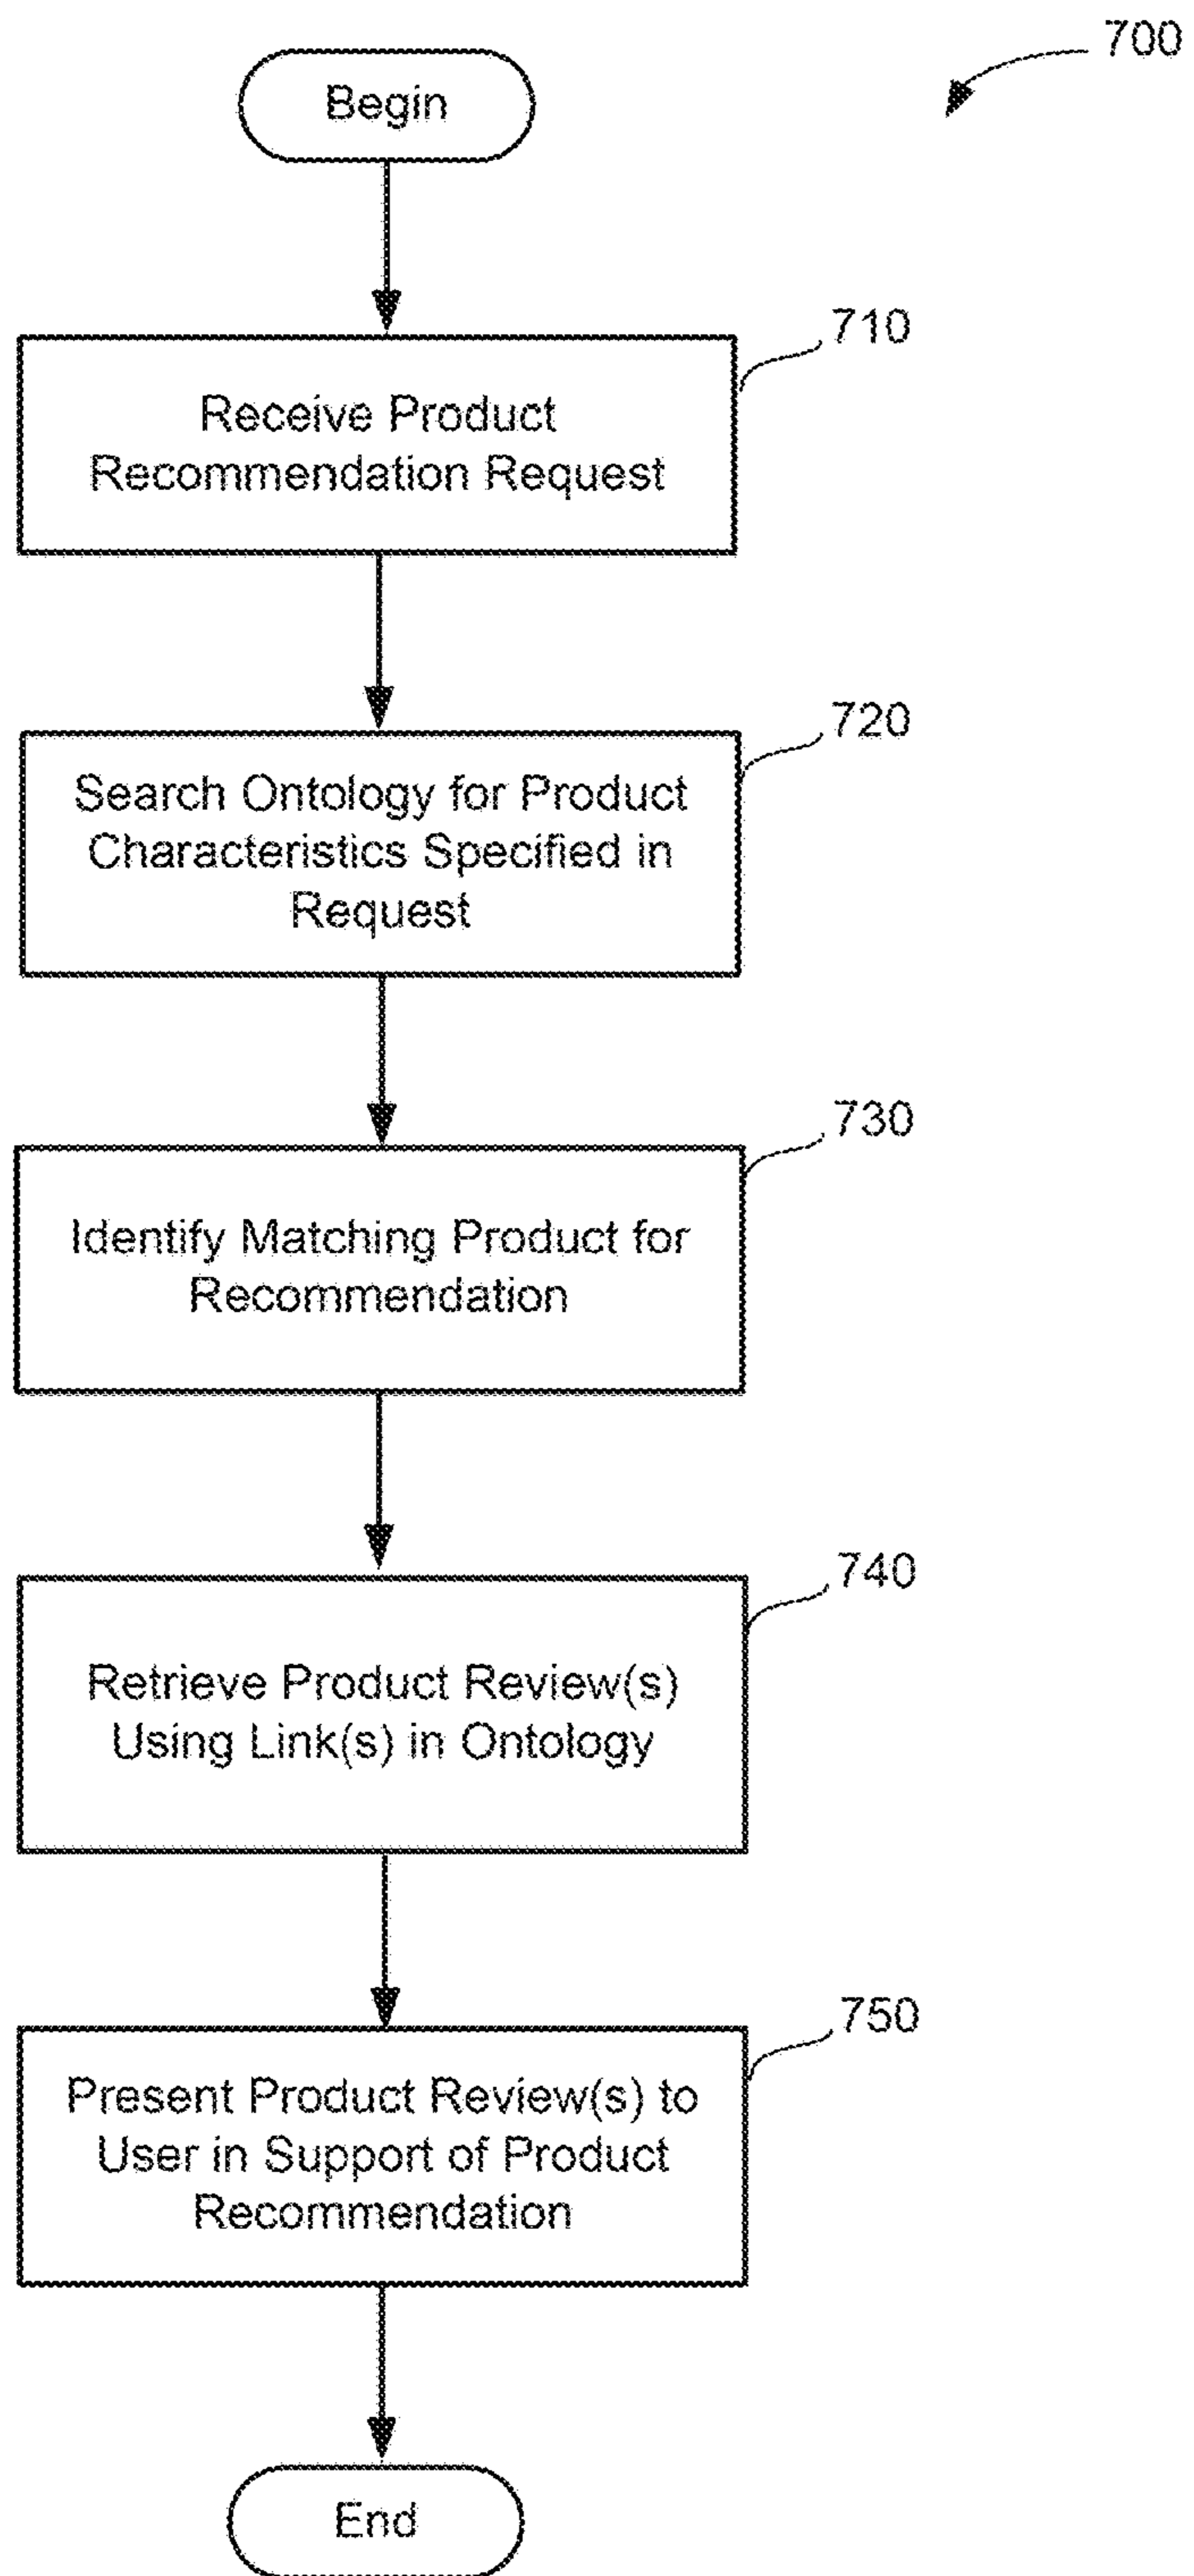 700
Begin
710
Receive Product
Recommendation Request
720
Search Ontology for Product
Characteristics Specified in
Request
730
Identify Matching Product for
Recommendation
740
Retrieve Product Review(s)
Using Link(s) in Ontology
750
Present Product Review(s) to
User in Support of Product
Recommendation
End